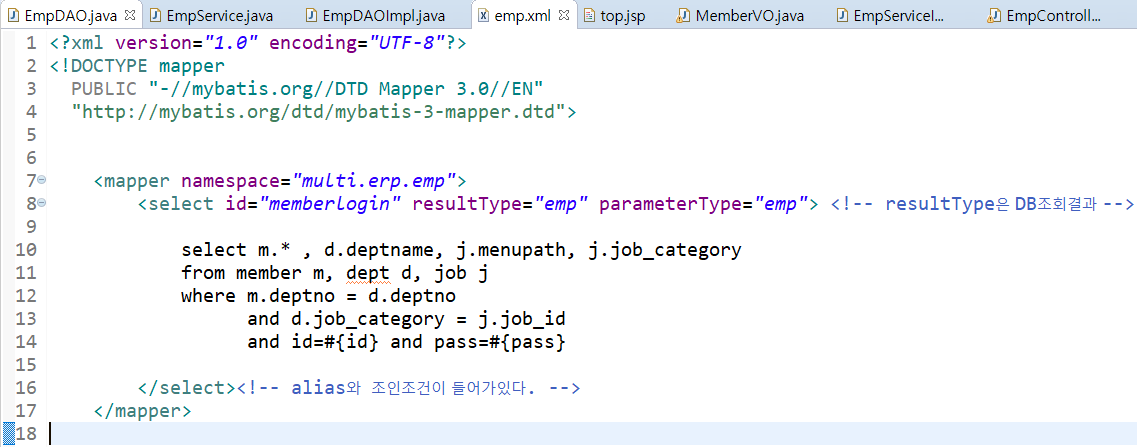 EmpDAO.java EmpService.java EmpDAOImpl.java emp.xml top.jsp MemberVO.java EmpServiceI... EmpControll...
1 <?xml version="1.0" encoding="UTF-8"?>
2 <!DOCTYPE mapper
3 PUBLIC "-//mybatis.org//DTD Mapper 3.0//EN"
4 "http://mybatis.org/dtd/mybatis-3-mapper.dtd">
5
6
7 <mapper namespace="multi.erp.emp">
8 <select id="memberlogin" resultType="emp" parameterType="emp"> <!-- resultType은 DB조회결과 -->
9
10 select m.* , d.deptname, j.menupath, j.job_category
11 from member m, dept d, job j
12 where m.deptno = d.deptno
13 and d.job_category = j.job_id
14 and id=#{id} and pass=#{pass}
15
16 </select><!-- alias와 조인조건이 들어가있다. -->
17 </mapper>
18